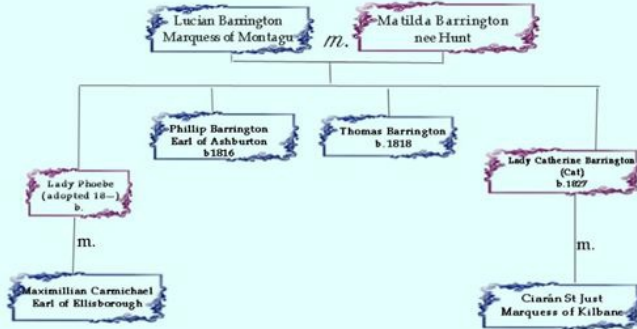 Lucian Barrington
Marquess of Montagu
m.
Matilda Barrington
nee Hunt
Phillip Barrington
Earl of Ashburton
b1816
Thomas Barrington
b.1818
Lady Catherine Barrington
(Cat)
b.1827
Lady Phoebe
(adopted 18—)
b.
m.
m.
Maximillian Carmichael
Earl of Ellisborough
Ciarán St Just
Marquess of Kilbane